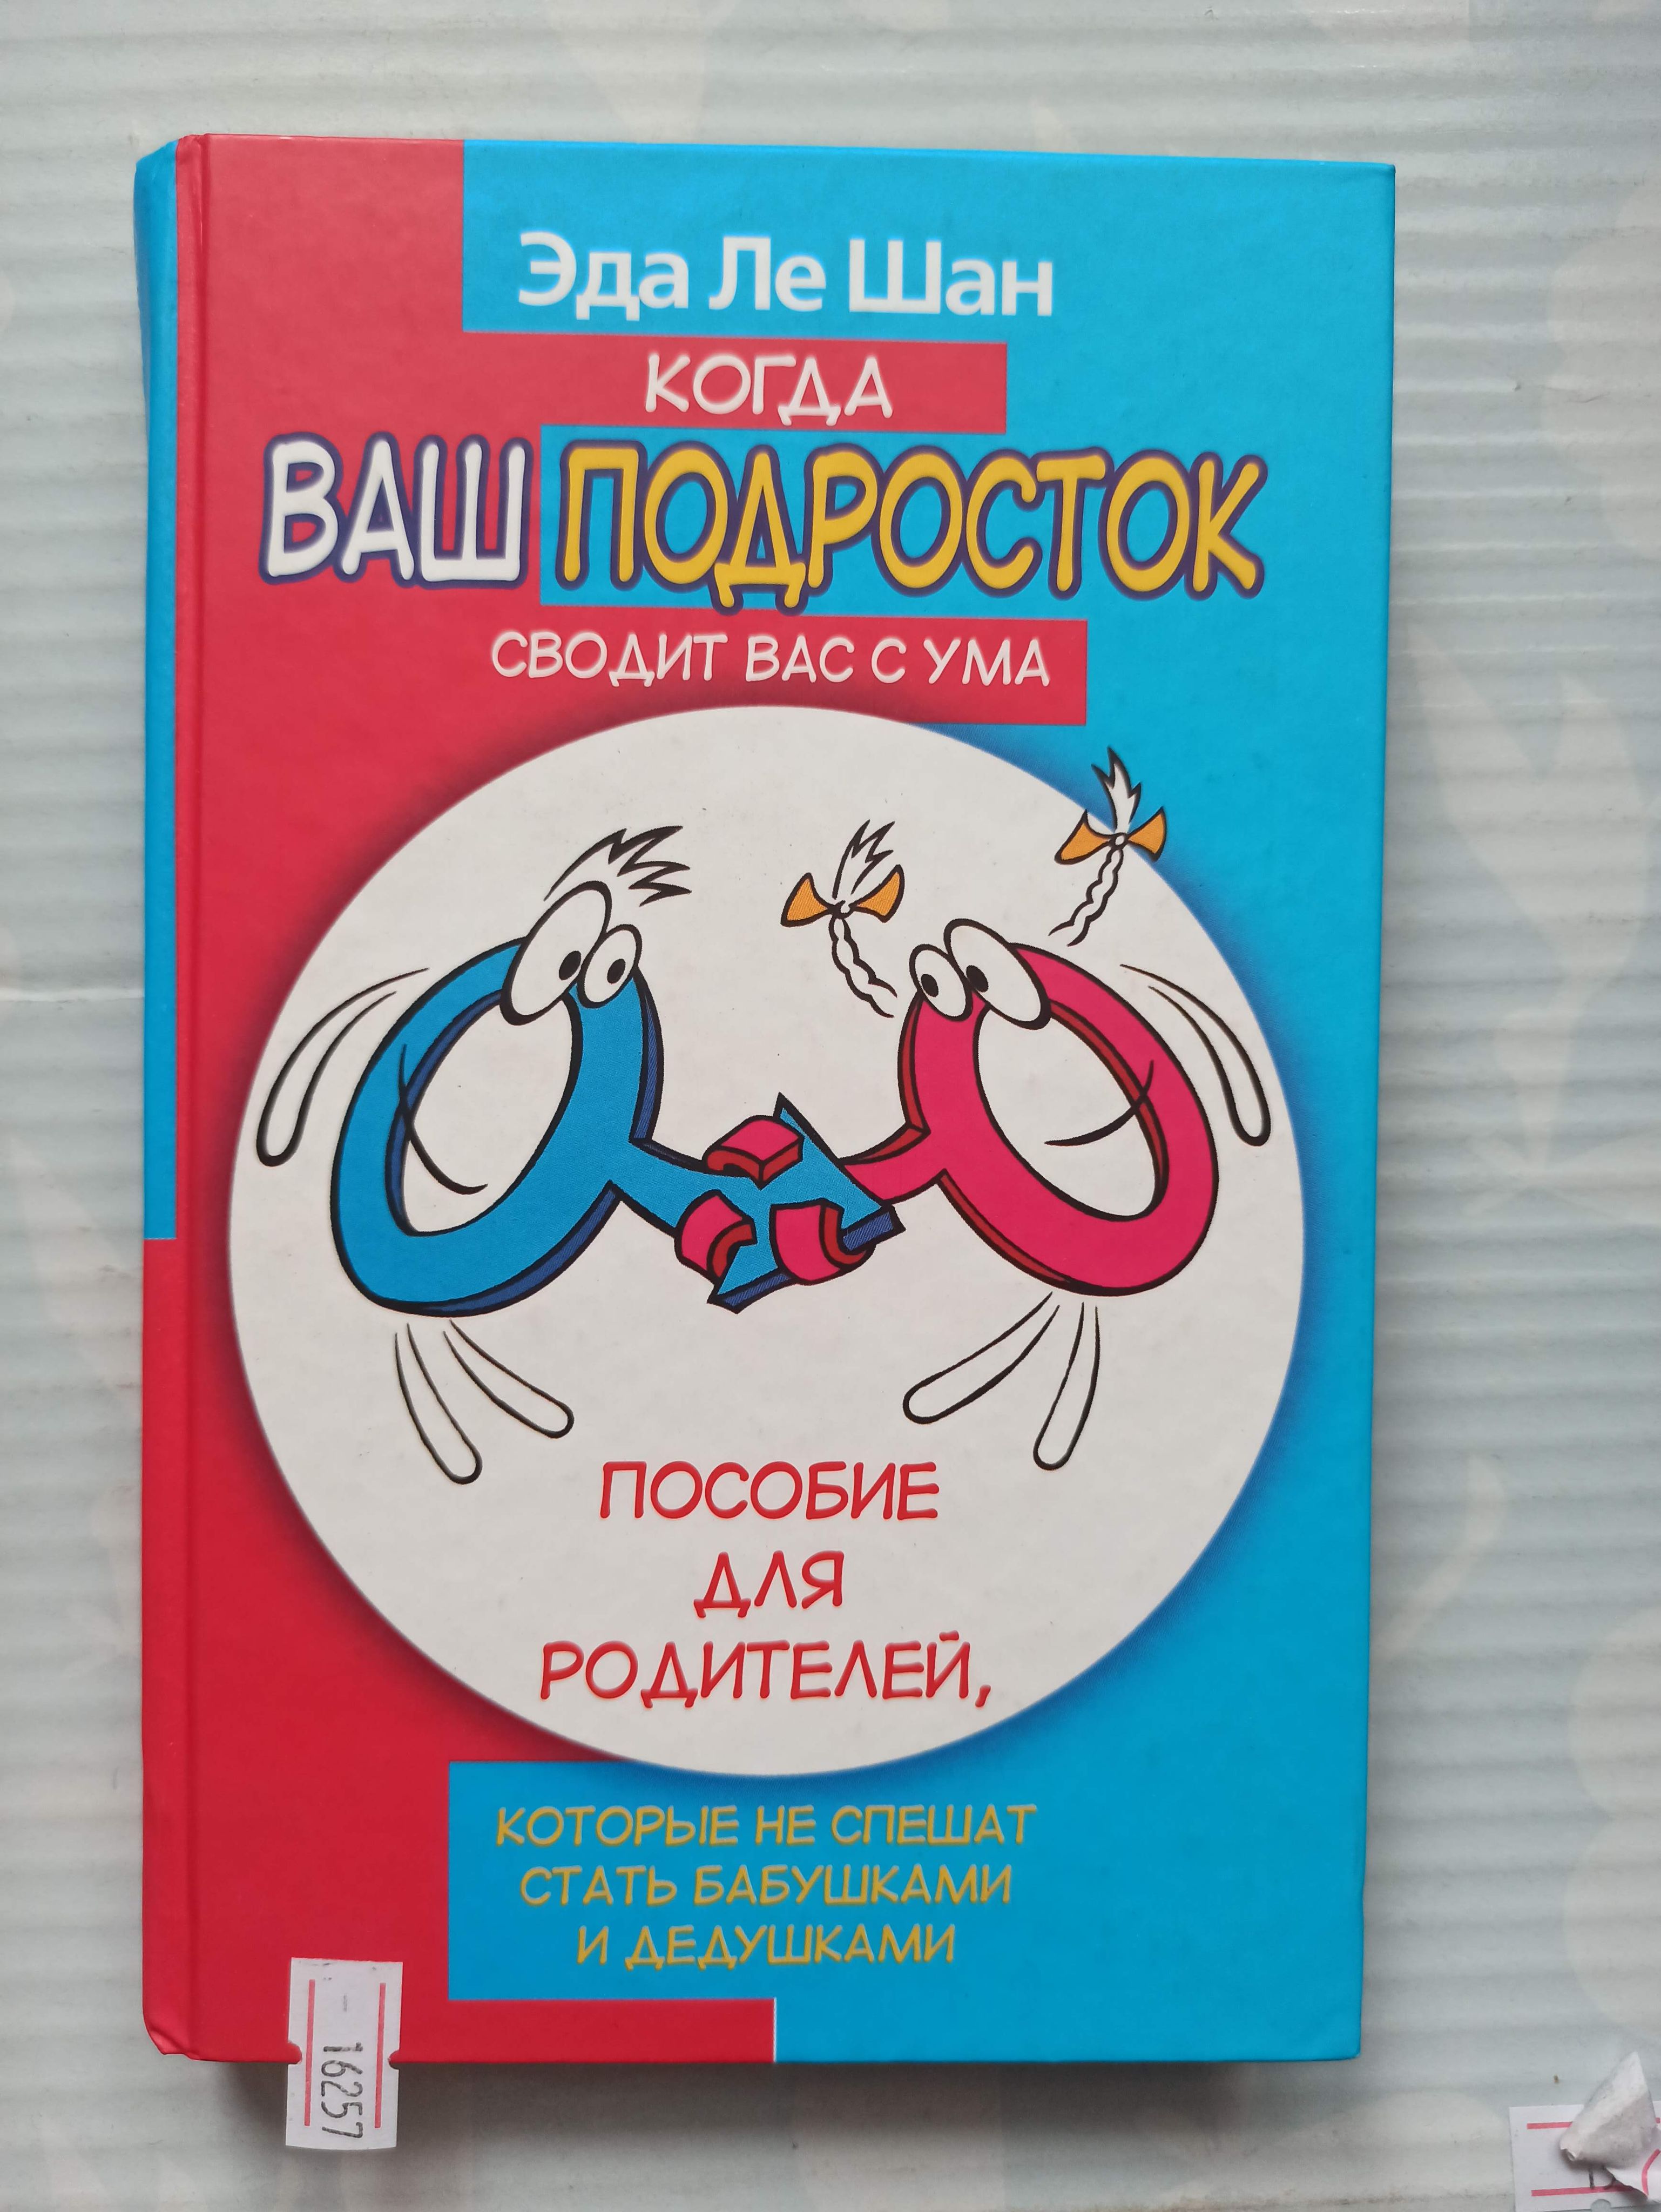 Эда Ле Шан
КОГДА
ВАШ ПОДРОСТОК
СВОДИТ ВАС С УМА
ПОСОБИЕ
ДЛЯ
РОДИТЕЛЕЙ,
КОТОРЫЕ НЕ СПЕШАТ
СТАТЬ БАБУШКАМИ
И ДЕДУШКАМИ
– 16257